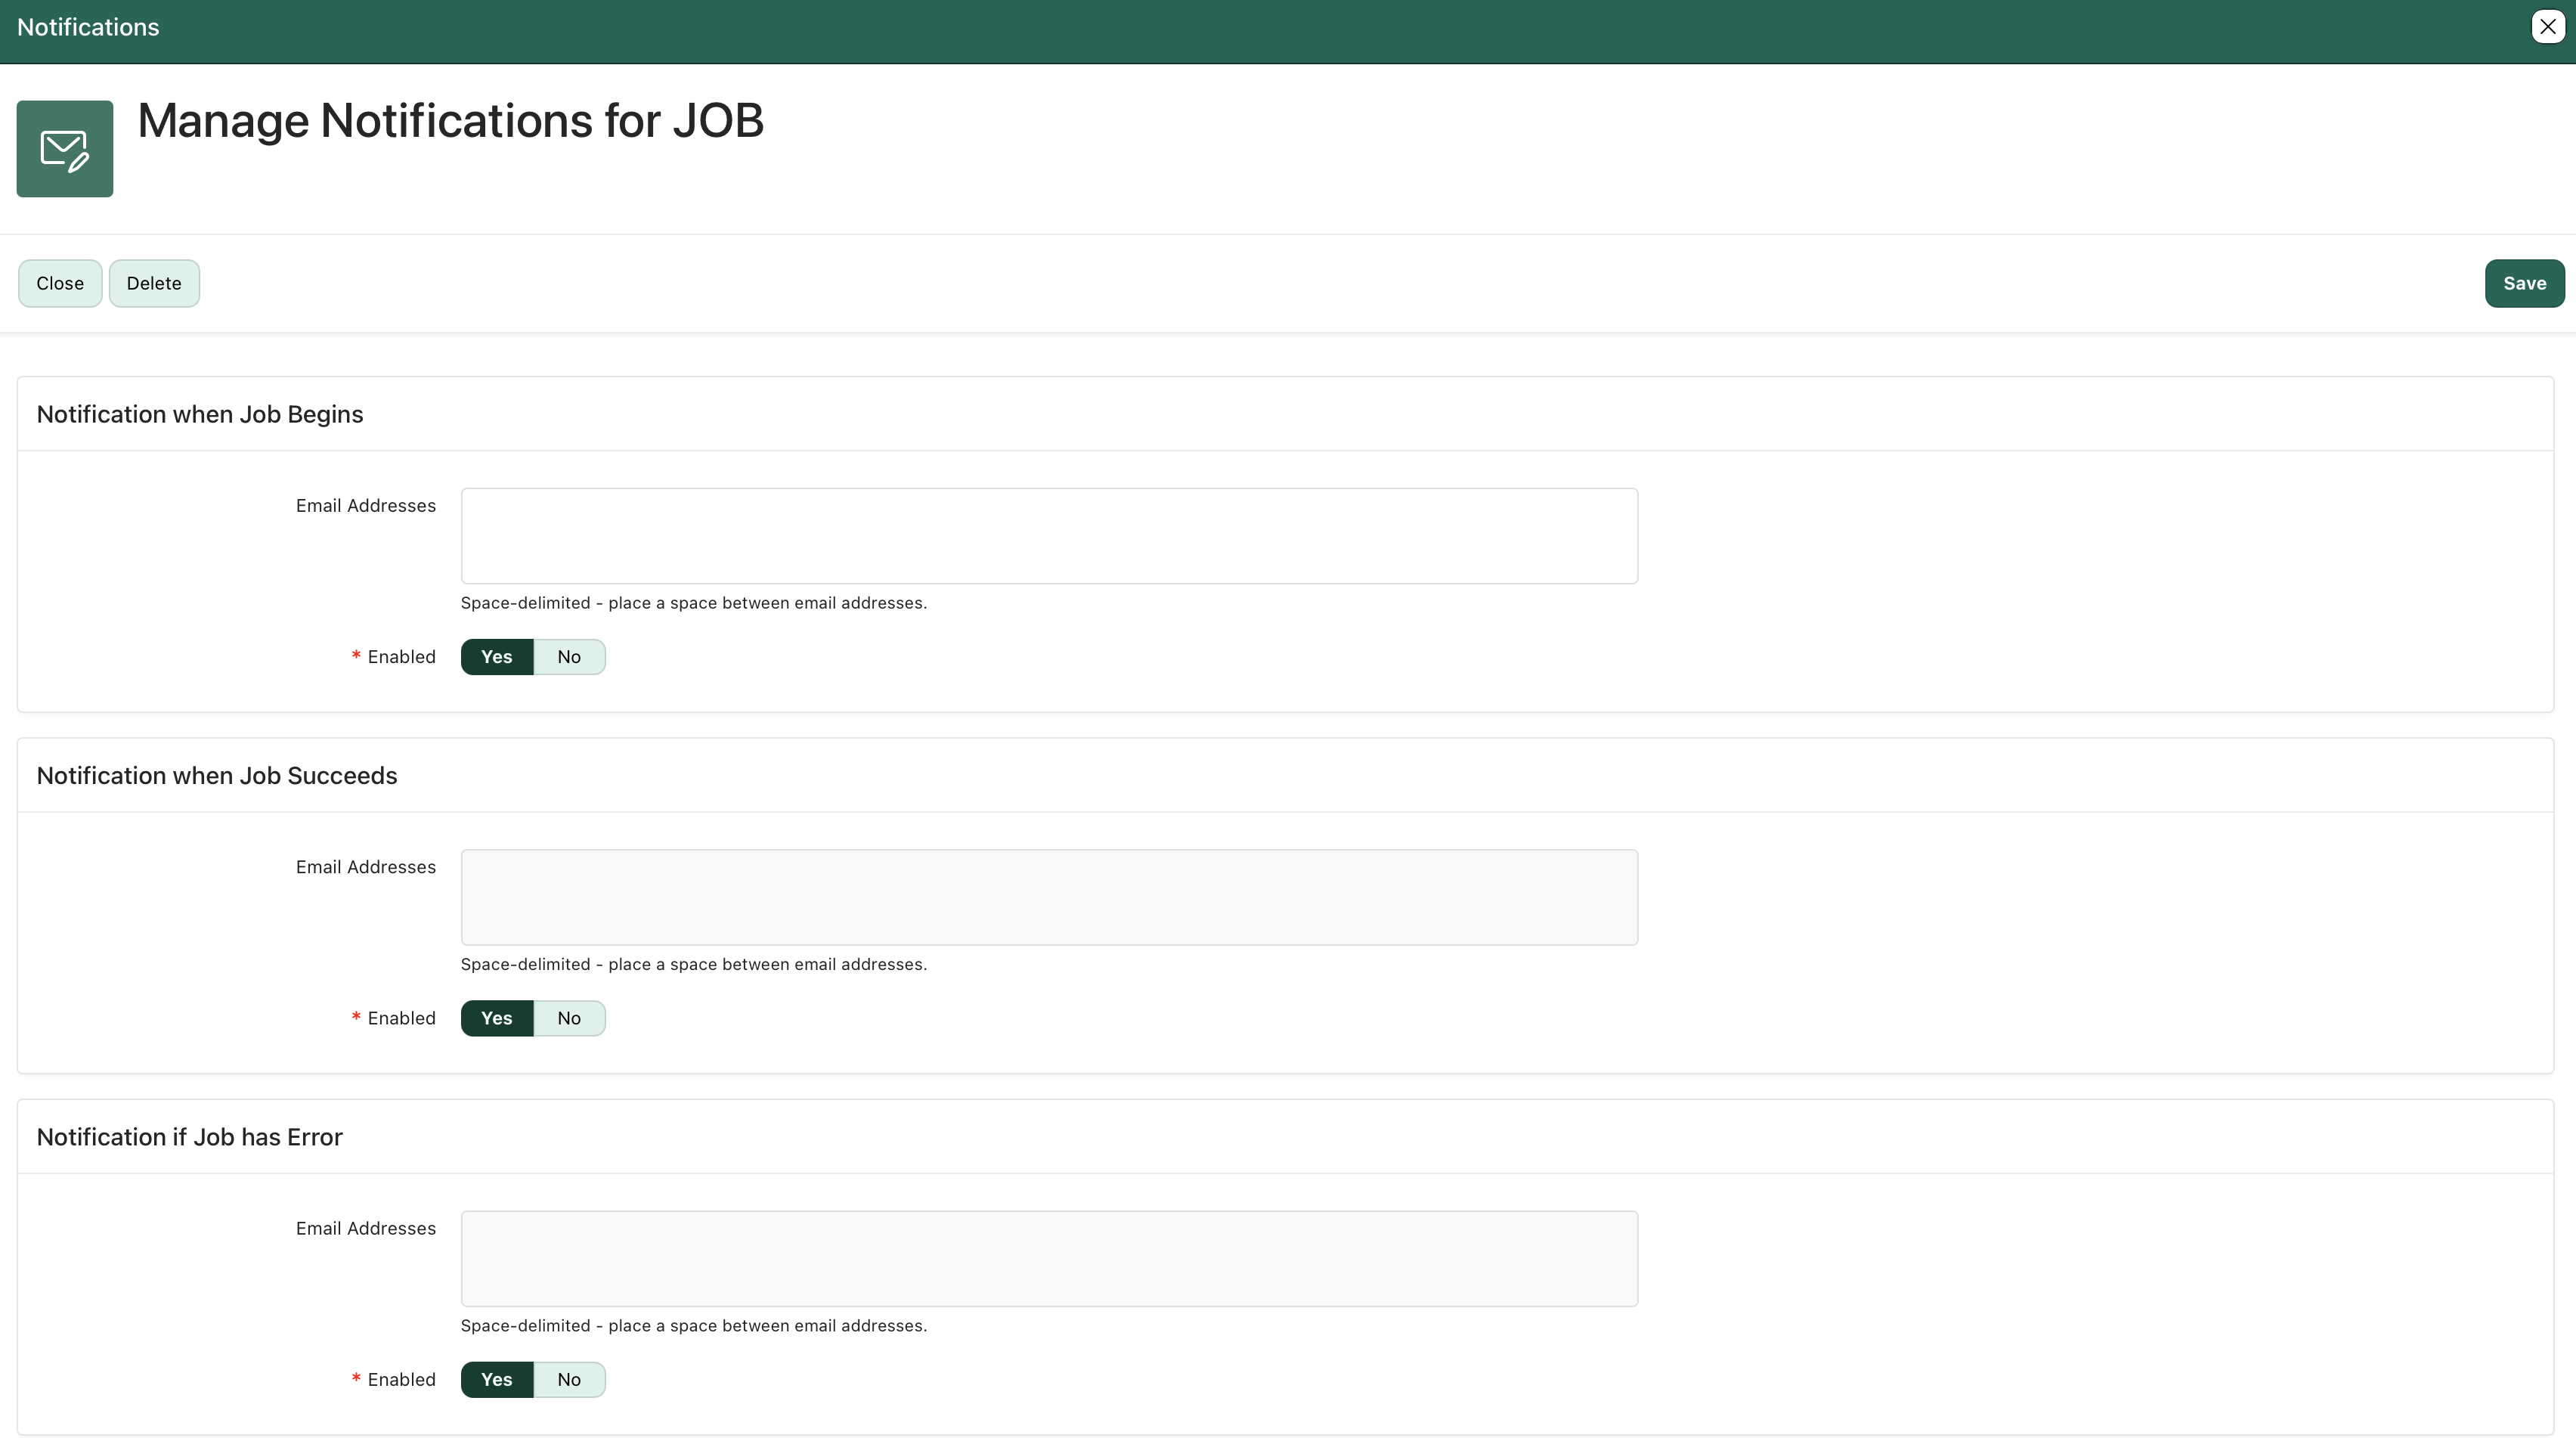 Notifications
Manage Notifications for JOB
Close Delete Save
Notification when Job Begins
Email Addresses
Space-delimited - place a space between email addresses.
* Enabled Yes No
Notification when Job Succeeds
Email Addresses
Space-delimited - place a space between email addresses.
* Enabled Yes No
Notification if Job has Error
Email Addresses
Space-delimited - place a space between email addresses.
* Enabled Yes No